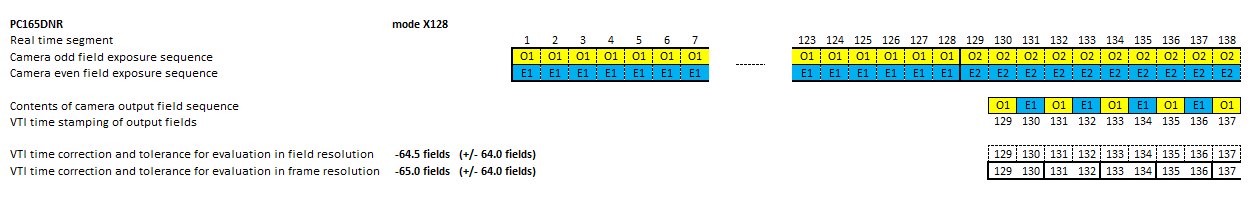 PC165DNR mode X128
Real time segment 1 2 3 4 5 6 7 123 124 125 126 127 128 129 130 131 132 133 134 135 136 137 138
Camera odd field exposure sequence O1 O1 O1 O1 O1 O1 O1 O1 O1 O1 O1 O1 O1 O2 O2 O2 O2 O2 O2 O2 O2 O2 O2
Camera even field exposure sequence E1 E1 E1 E1 E1 E1 E1 E1 E1 E1 E1 E1 E1 E2 E2 E2 E2 E2 E2 E2 E2 E2 E2
Contents of camera output field sequence O1 E1 O1 E1 O1 E1 O1 E1 O1
VTI time stamping of output fields 129 130 131 132 133 134 135 136 137
VTI time correction and tolerance for evaluation in field resolution -64.5 fields (+/- 64.0 fields) 129 130 131 132 133 134 135 136 137
VTI time correction and tolerance for evaluation in frame resolution -65.0 fields (+/- 64.0 fields) 129 130 131 132 133 134 135 136 137